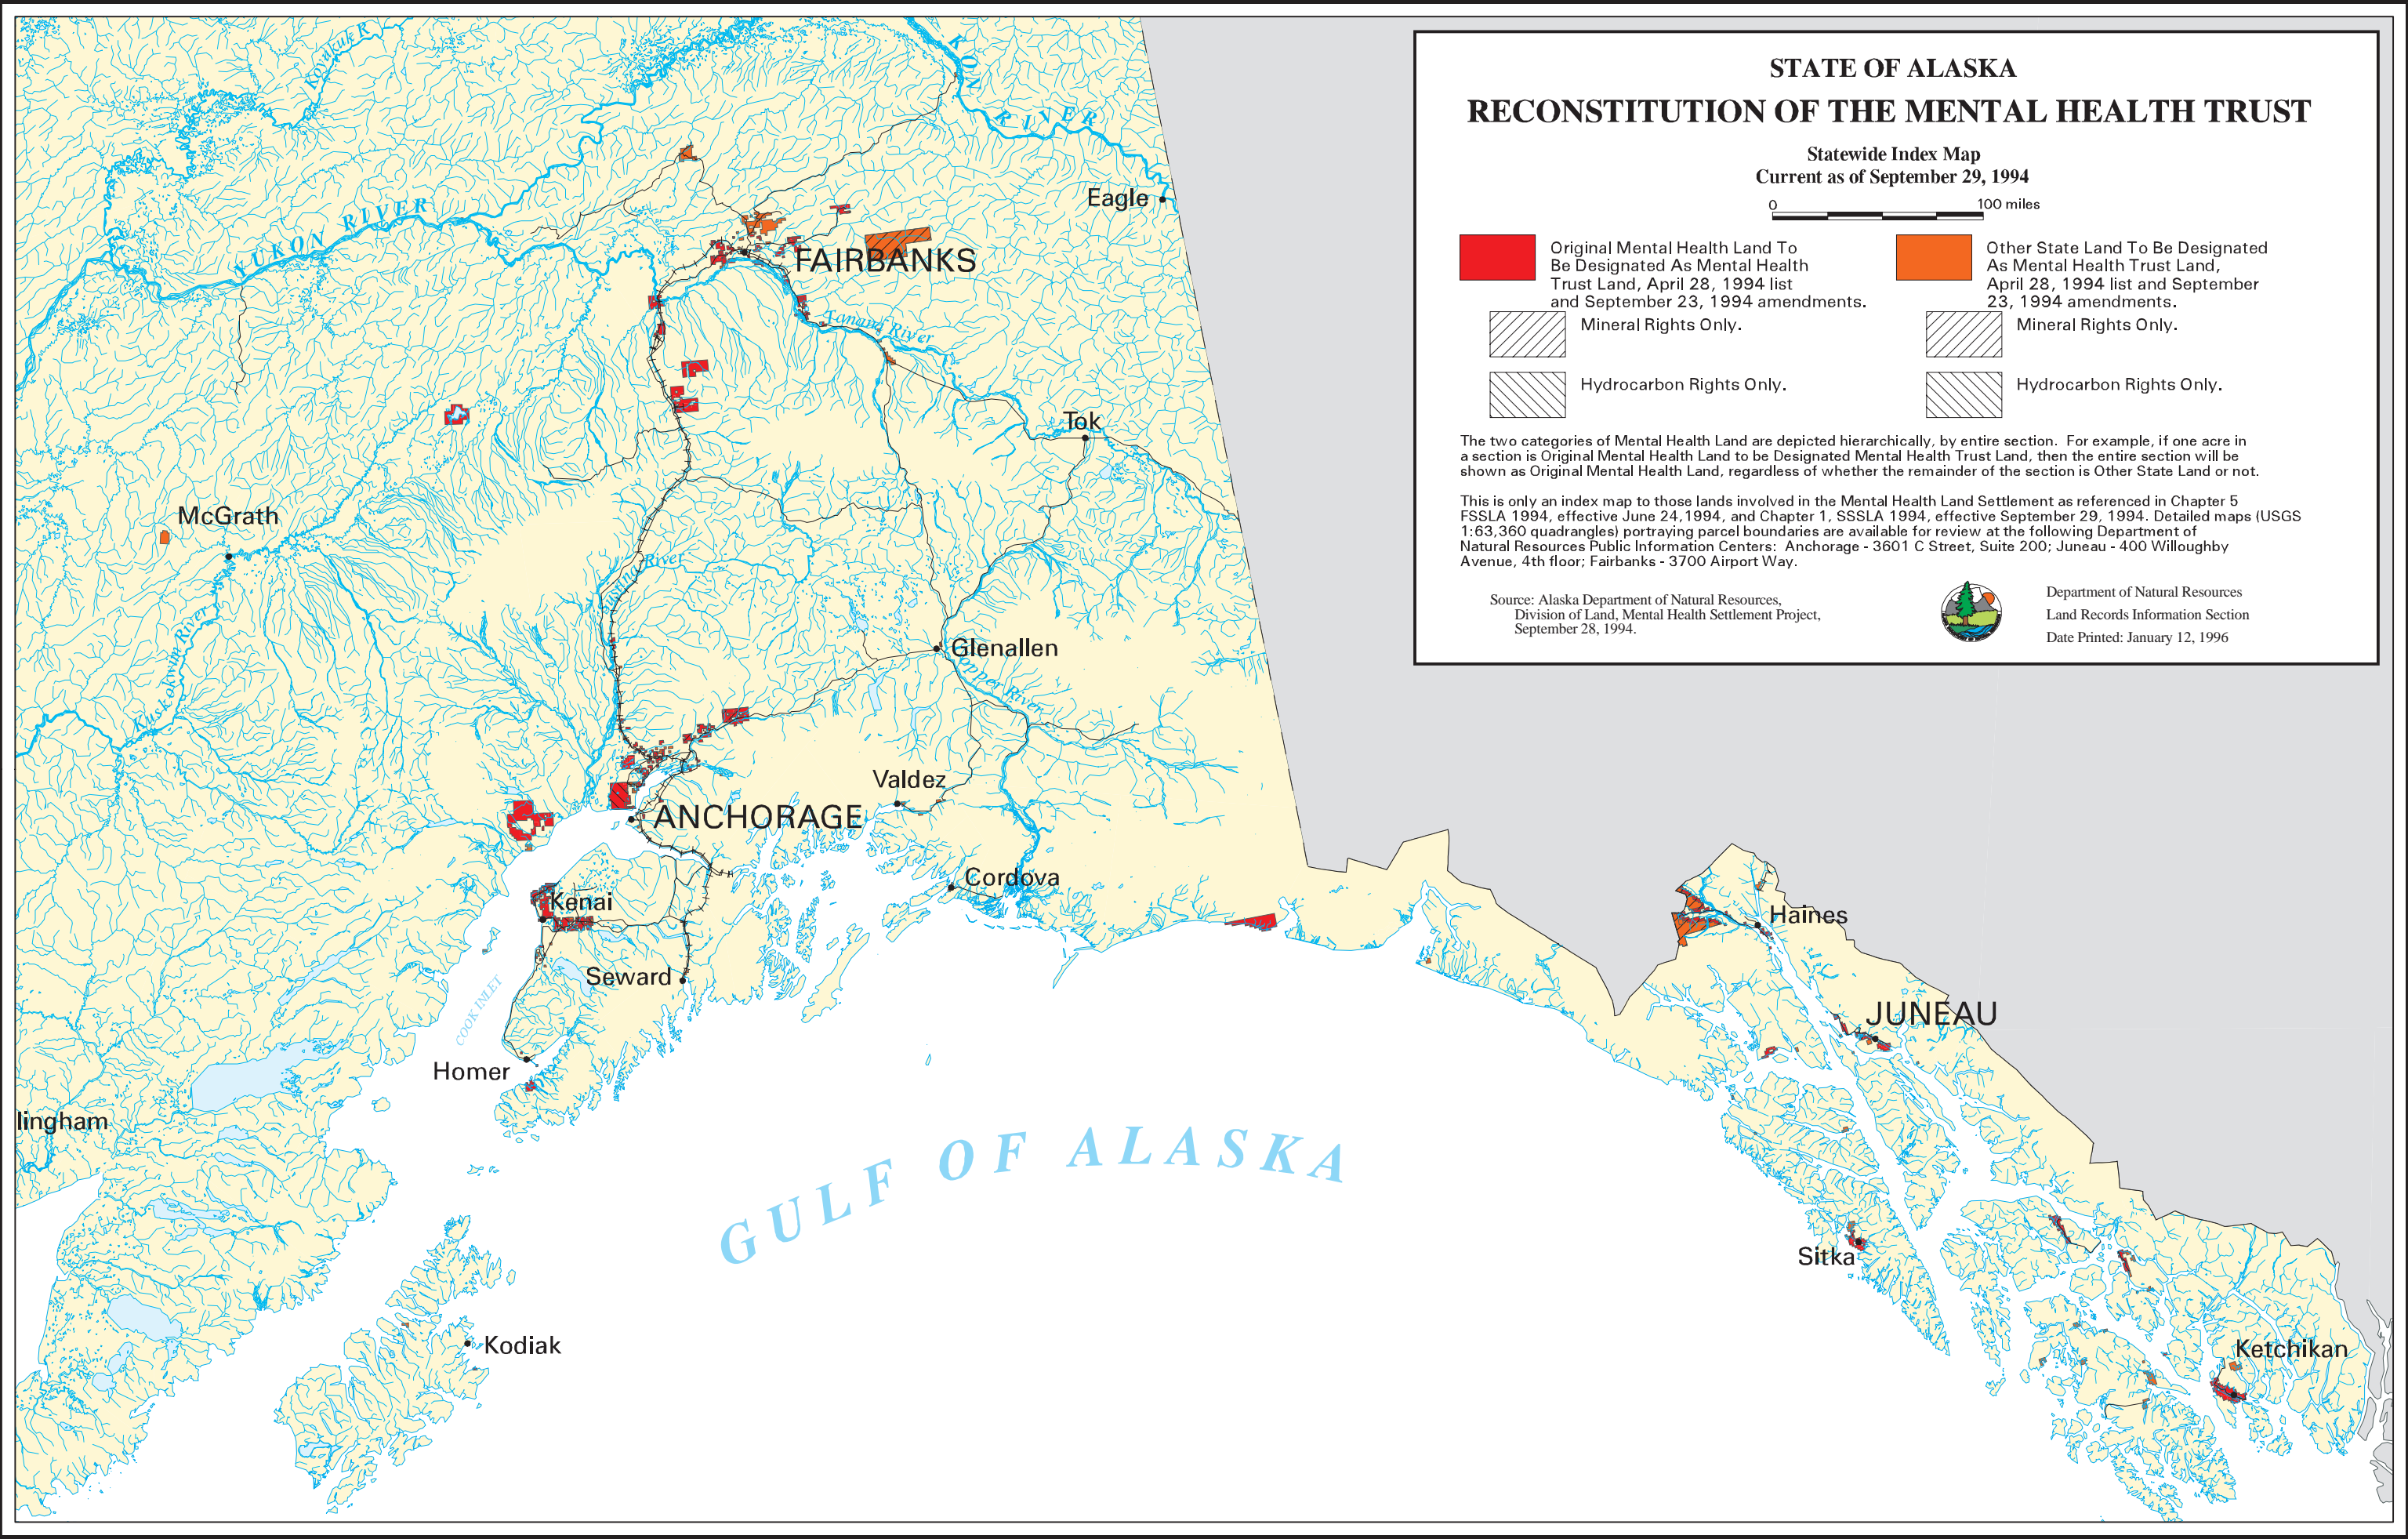 STATE OF ALASKA
RECONSTITUTION OF THE MENTAL HEALTH TRUST
Statewide Index Map
Current as of September 29, 1994
0 100 miles
Original Mental Health Land To
Be Designated As Mental Health
Trust Land, April 28, 1994 list
and September 23, 1994 amendments.
Mineral Rights Only.
Hydrocarbon Rights Only.
Other State Land To Be Designated
As Mental Health Trust Land,
April 28, 1994 list and September
23, 1994 amendments.
Mineral Rights Only.
Hydrocarbon Rights Only.
The two categories of Mental Health Land are depicted hierarchically, by entire section. For example, if one acre in
a section is Original Mental Health Land to be Designated Mental Health Trust Land, then the entire section will be
shown as Original Mental Health Land, regardless of whether the remainder of the section is Other State Land or not.
This is only an index map to those lands involved in the Mental Health Land Settlement as referenced in Chapter 5
FSSLA 1994, effective June 24,1994, and Chapter 1, SSSLA 1994, effective September 29, 1994. Detailed maps (USGS
1:63,360 quadrangles) portraying parcel boundaries are available for review at the following Department of
Natural Resources Public Information Centers: Anchorage - 3601 C Street, Suite 200; Juneau - 400 Willoughby
Avenue, 4th floor; Fairbanks - 3700 Airport Way.
Source: Alaska Department of Natural Resources,
Division of Land, Mental Health Settlement Project,
September 28, 1994.
Department of Natural Resources
Land Records Information Section
Date Printed: January 12, 1996
Koyukuk R
KON
RIVER
Eagle
YUKON RIVER
FAIRBANKS
Tanana River
Tok
McGrath
Susitna River
Glenallen
Copper River
Kuskokwim River
Valdez
ANCHORAGE
Cordova
Kenai
Haines
Seward
COOK INLET
JUNEAU
Homer
lingham
GULF OF ALASKA
Sitka
Kodiak
Ketchikan